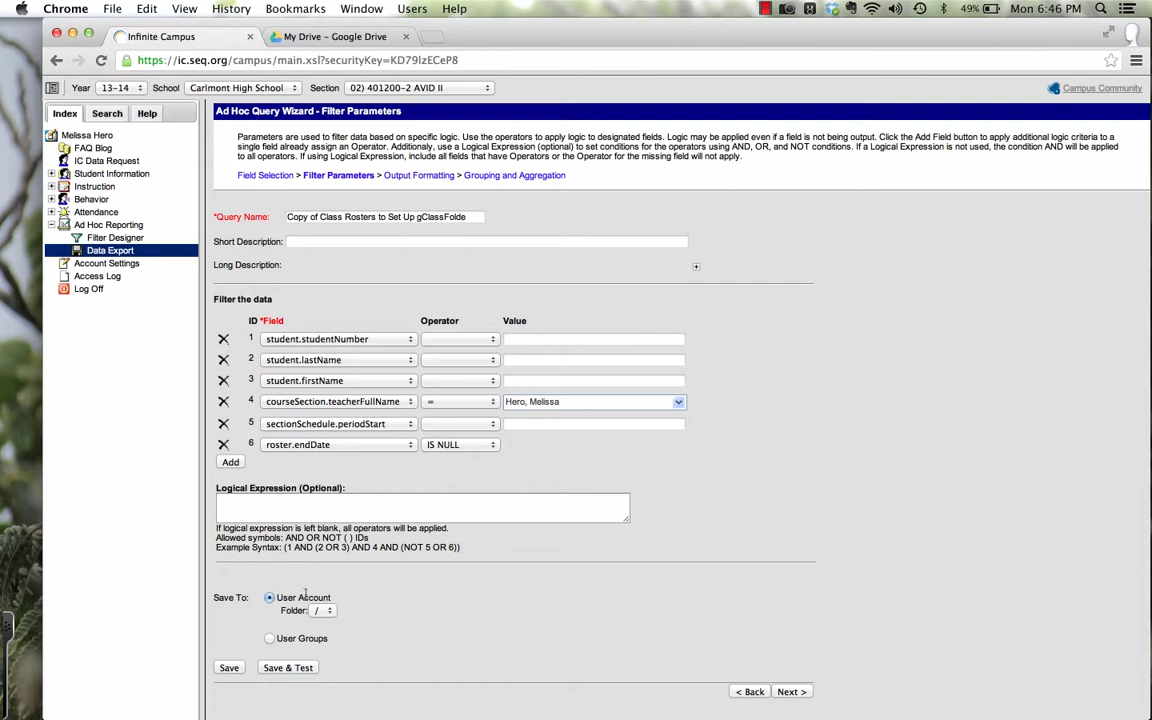 Chrome File Edit View History Bookmarks Window Users Help 49% Mon 6:46 PM
Infinite Campus × My Drive – Google Drive ×
https://ic.seq.org/campus/main.xsl?securityKey=KD79IzECeP8
Year 13-14 School Carlmont High School Section 02) 401200-2 AVID II Campus Community
Index Search Help
Melissa Hero
FAQ Blog
IC Data Request
Student Information
Instruction
Behavior
Attendance
Ad Hoc Reporting
Filter Designer
Data Export
Account Settings
Access Log
Log Off
Ad Hoc Query Wizard - Filter Parameters
Parameters are used to filter data based on specific logic. Use the operators to apply logic to designated fields. Logic may be applied even if a field is not being output. Click the Add Field button to apply additional logic criteria to a
single field already assign an Operator. Additionaly, use a Logical Expression (optional) to set conditions for the operators using AND, OR, and NOT conditions. If a Logical Expression is not used, the condition AND will be applied
to all operators. If using Logical Expression, include all fields that have Operators or the Operator for the missing field will not apply.
Field Selection > Filter Parameters > Output Formatting > Grouping and Aggregation
*Query Name: Copy of Class Rosters to Set Up gClassFolde
Short Description:
Long Description: +
Filter the data
ID *Field Operator Value
1 student.studentNumber
2 student.lastName
3 student.firstName
4 courseSection.teacherFullName = Hero, Melissa
5 sectionSchedule.periodStart
6 roster.endDate IS NULL
Add
Logical Expression (Optional):
If logical expression is left blank, all operators will be applied.
Allowed symbols: AND OR NOT ( ) IDs
Example Syntax: (1 AND (2 OR 3) AND 4 AND (NOT 5 OR 6))
Save To: User Account
Folder: /
User Groups
Save Save & Test
< Back Next >